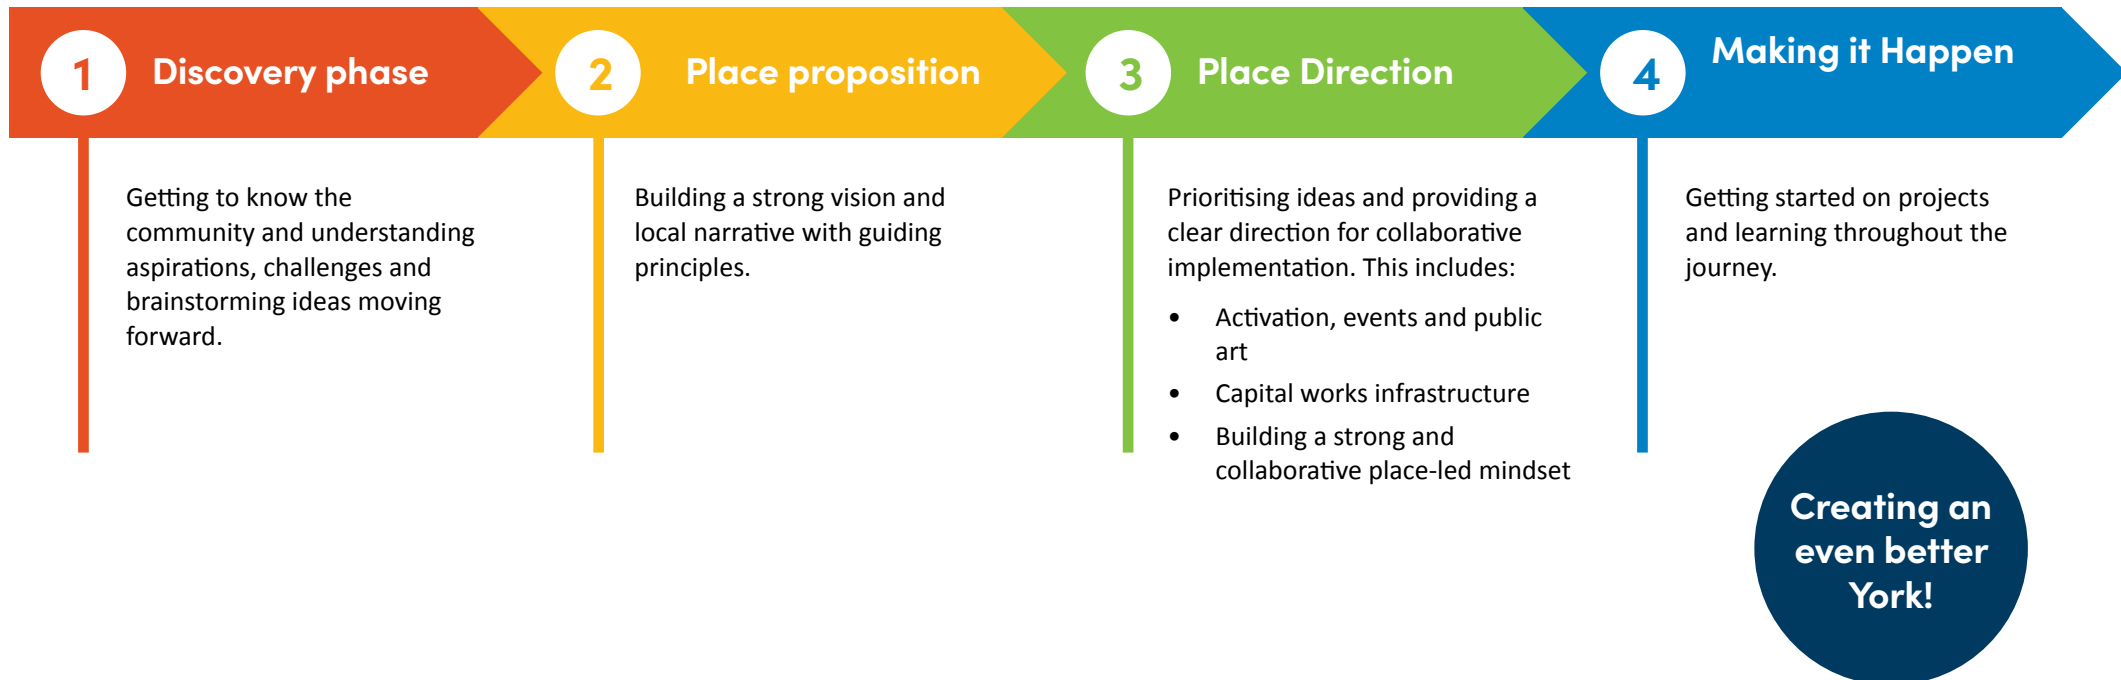 1 Discovery phase
Getting to know the
community and understanding
aspirations, challenges and
brainstorming ideas moving
forward.
2 Place proposition
Building a strong vision and
local narrative with guiding
principles.
3 Place Direction
Prioritising ideas and providing a
clear direction for collaborative
implementation. This includes:
• Activation, events and public
art
• Capital works infrastructure
• Building a strong and
collaborative place-led mindset
4 Making it Happen
Getting started on projects
and learning throughout the
journey.
Creating an
even better
York!